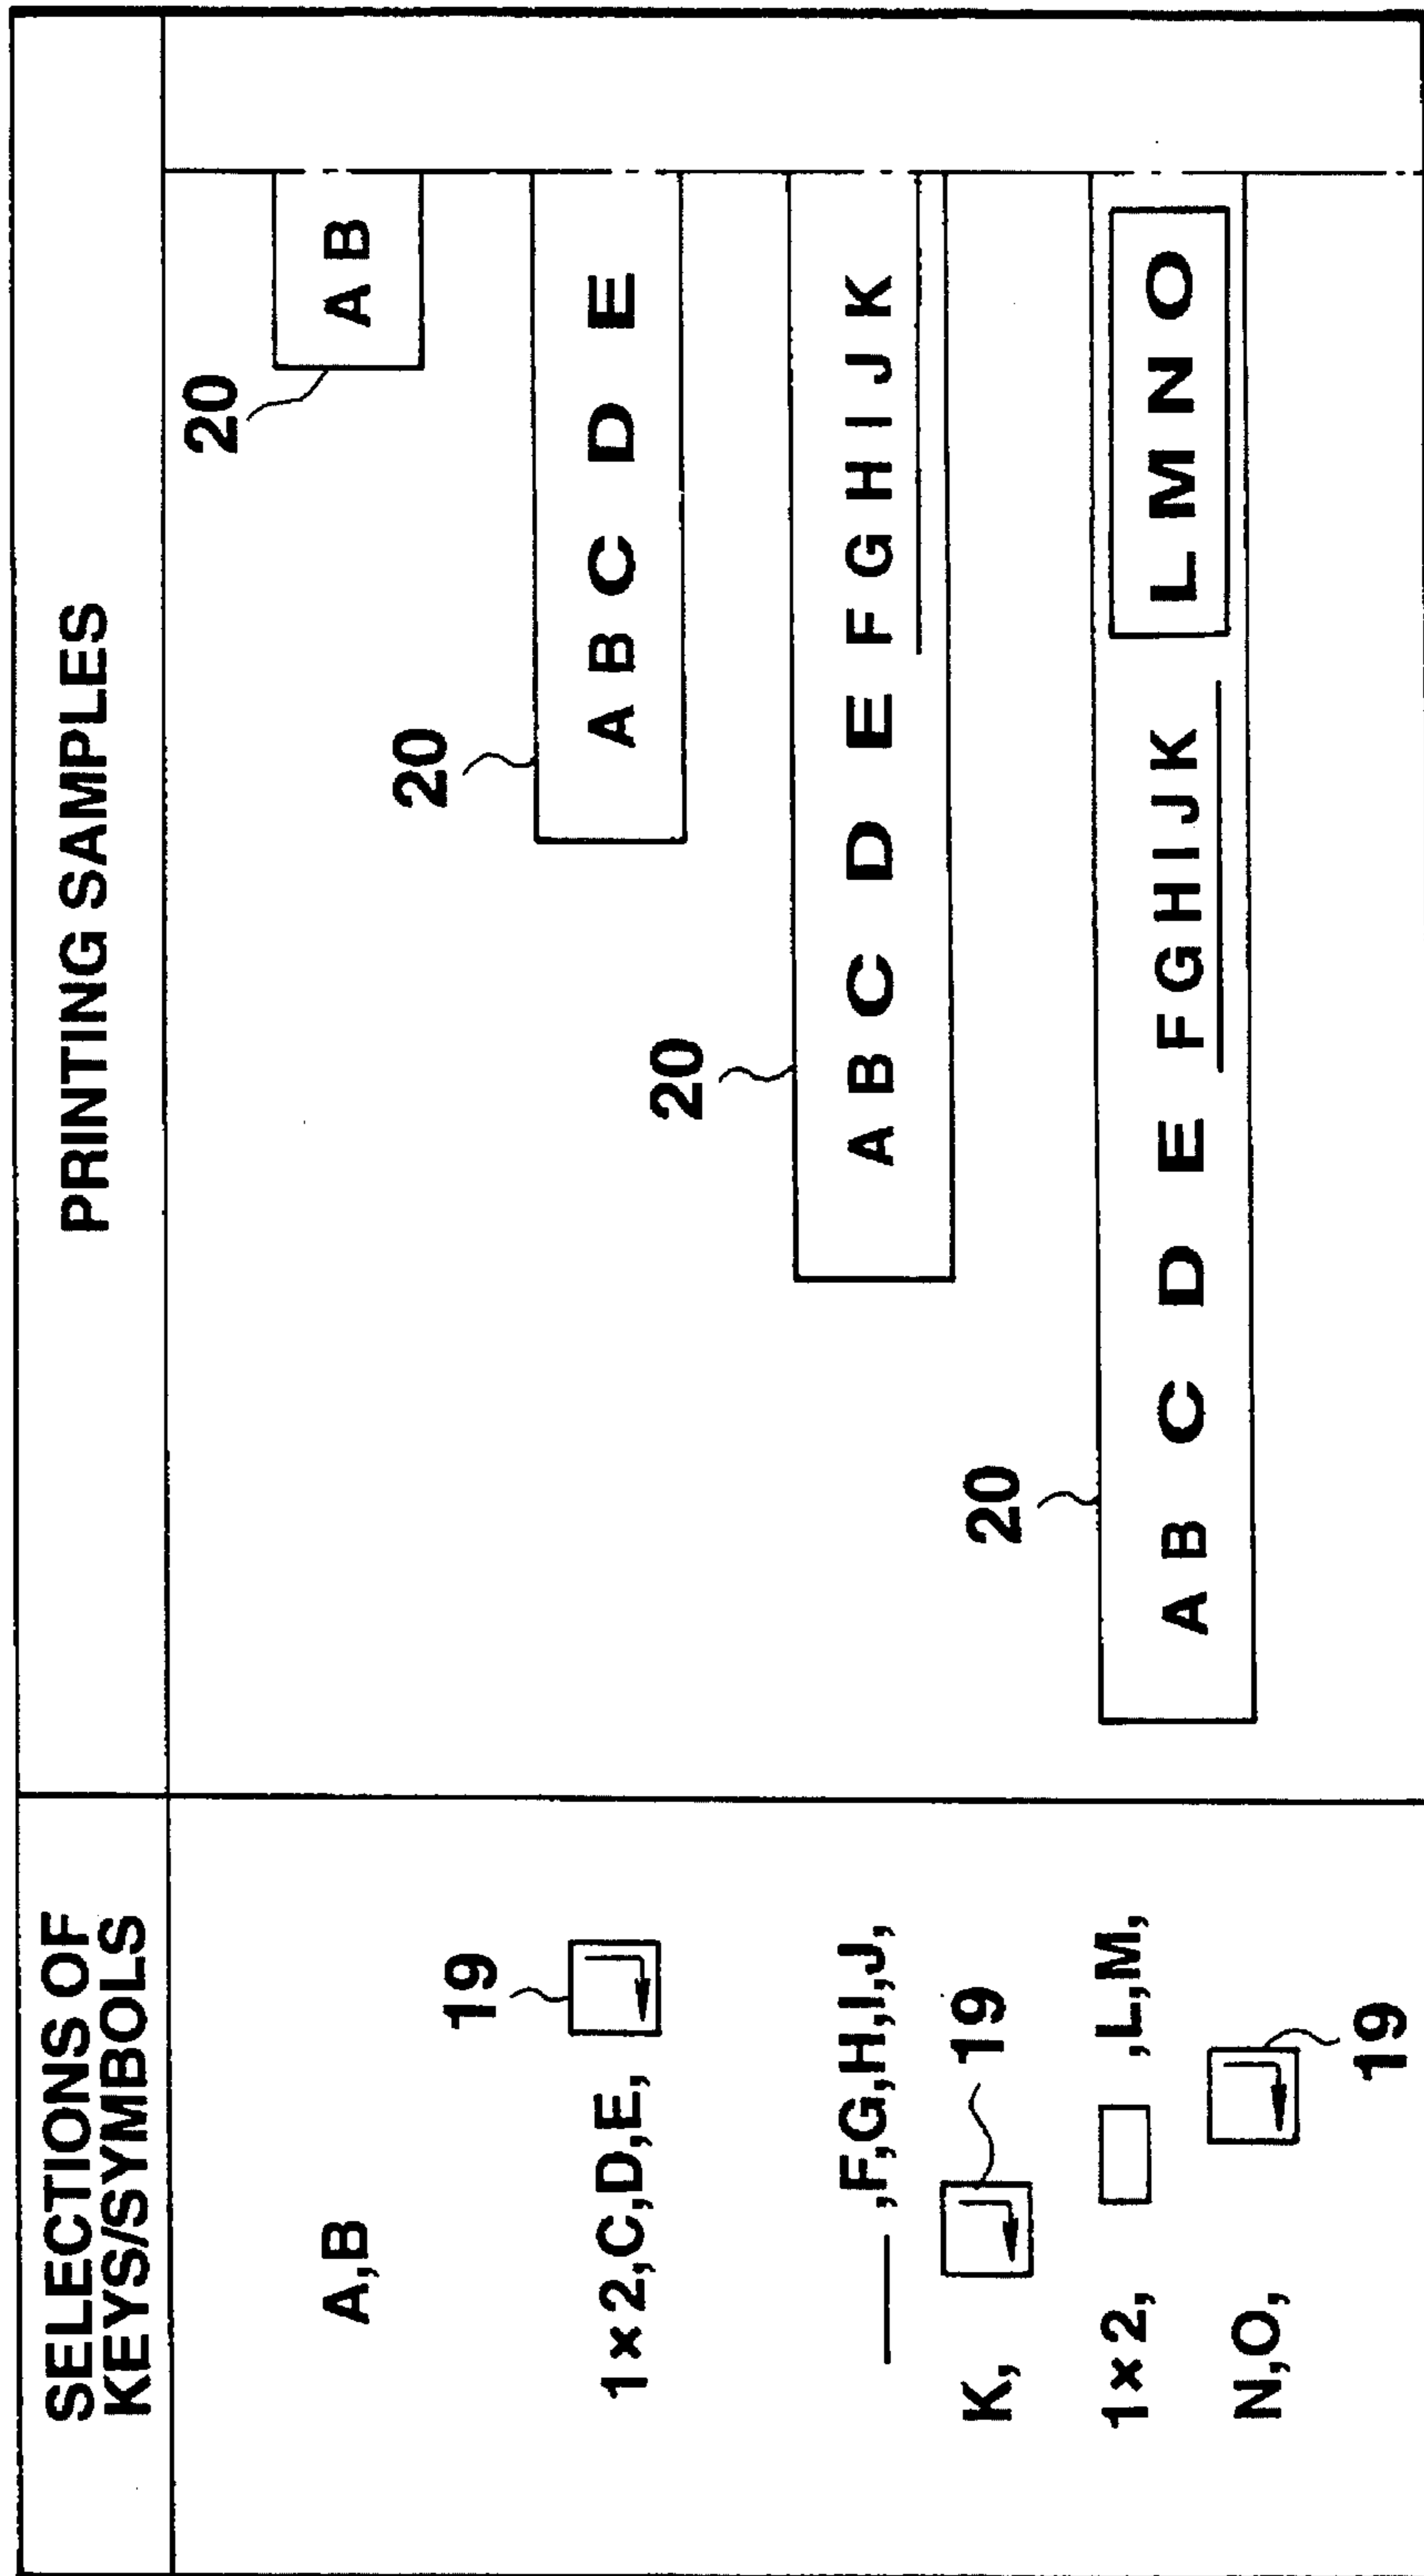 SELECTIONS OF
KEYS/SYMBOLS
PRINTING SAMPLES
A,B
20
A B
19
1×2,C,D,E,
20
A B C D E
,F,G,H,I,J,
K,
19
20
A B C D E F G H I J K
1×2,
,L,M,
N,O,
19
20
A B C D E F G H I J K L M N O